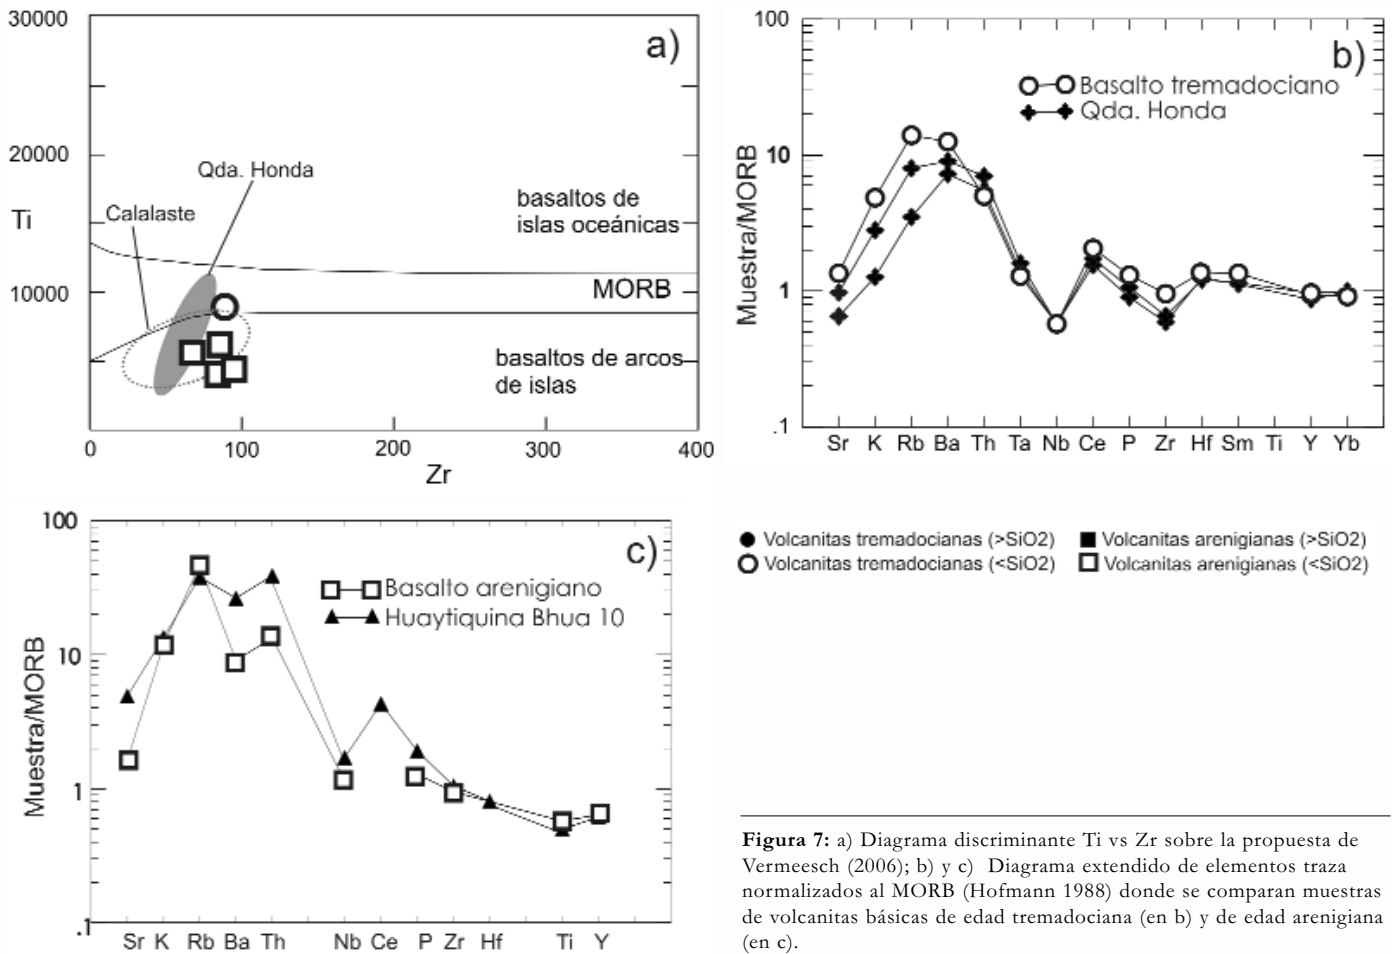 a)
30000
20000
Ti
10000
Qda. Honda
Calalaste
basaltos de
islas oceánicas
MORB
basaltos de arcos
de islas
0 100 200 300 400
Zr
b)
Basalto tremadociano
Qda. Honda
Muestra/MORB
100
10
1
.1
Sr K Rb Ba Th Ta Nb Ce P Zr Hf Sm Ti Y Yb
c)
Basalto arenigiano
Huaytiquina Bhua 10
Muestra/MORB
100
10
1
.1
Sr K Rb Ba Th Nb Ce P Zr Hf Ti Y
Volcanitas tremadocianas (>SiO2)
Volcanitas arenigianas (>SiO2)
Volcanitas tremadocianas (<SiO2)
Volcanitas arenigianas (<SiO2)
Figura 7: a) Diagrama discriminante Ti vs Zr sobre la propuesta de
Vermeesch (2006); b) y c) Diagrama extendido de elementos traza
normalizados al MORB (Hofmann 1988) donde se comparan muestras
de volcanitas básicas de edad tremadociana (en b) y de edad arenigiana
(en c).